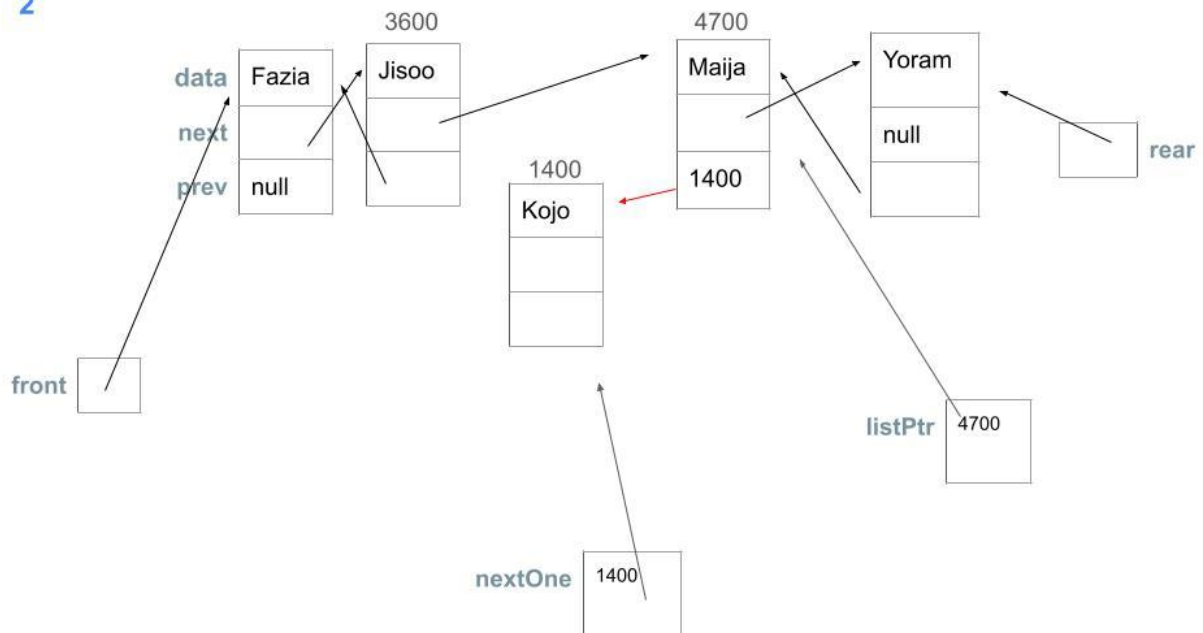 2
3600
4700
data
Fazia
Jisoo
Maija
Yoram
next
null
rear
prev
null
1400
1400
Kojo
front
listPtr
4700
nextOne
1400